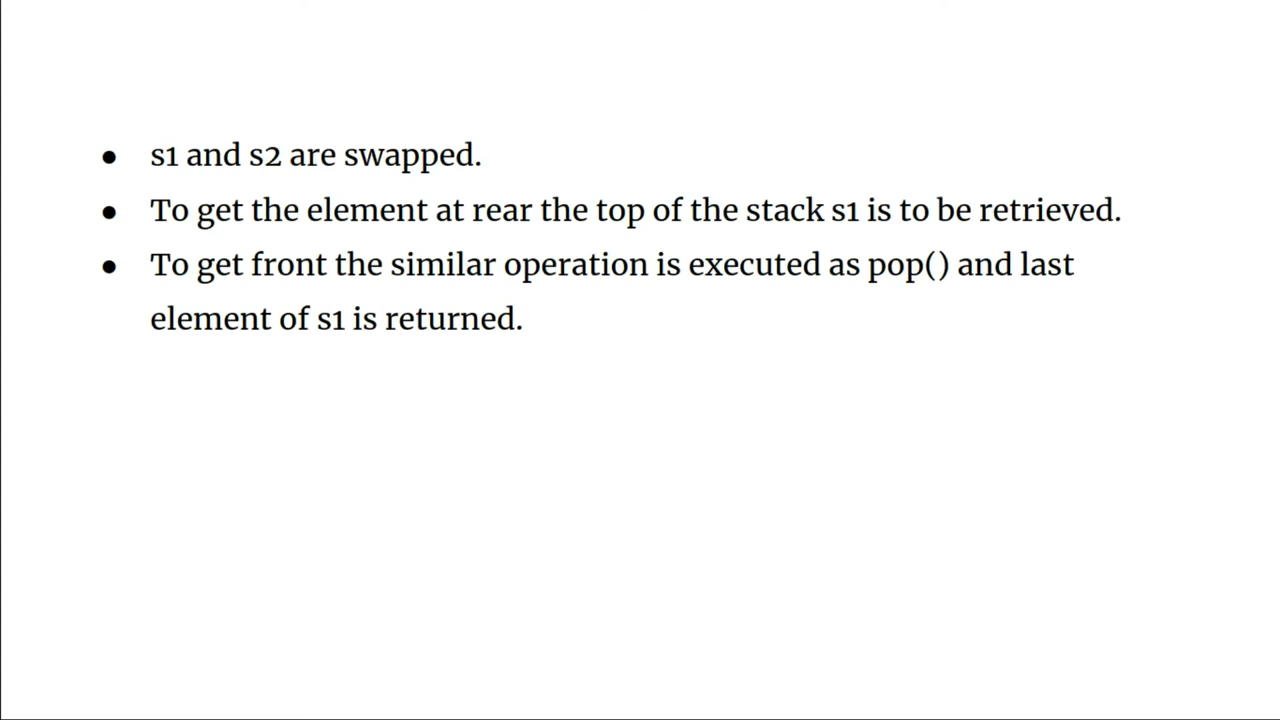 ● s1 and s2 are swapped.
● To get the element at rear the top of the stack s1 is to be retrieved.
● To get front the similar operation is executed as pop() and last
element of s1 is returned.